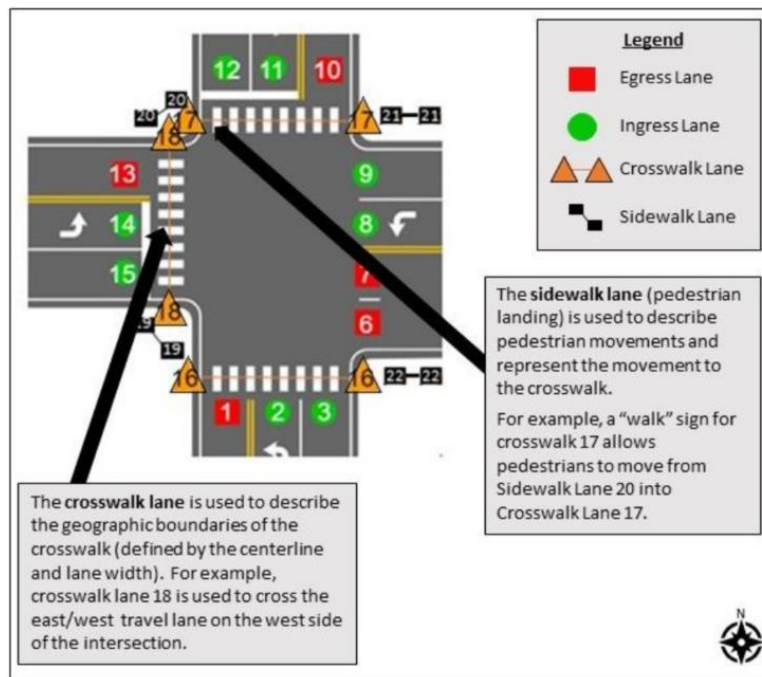 12 11 10
Legend
Egress Lane
Ingress Lane
Crosswalk Lane
Sidewalk Lane
20
20
17 17 21 21
18
13 9
14 8
15 7
18 6
19
19
16 16 22 22
1 2 3
The sidewalk lane (pedestrian
landing) is used to describe
pedestrian movements and
represent the movement to
the crosswalk.
For example, a “walk” sign for
crosswalk 17 allows
pedestrians to move from
Sidewalk Lane 20 into
Crosswalk Lane 17.
The crosswalk lane is used to describe
the geographic boundaries of the
crosswalk (defined by the centerline
and lane width). For example,
crosswalk lane 18 is used to cross the
east/west travel lane on the west side
of the intersection.
N